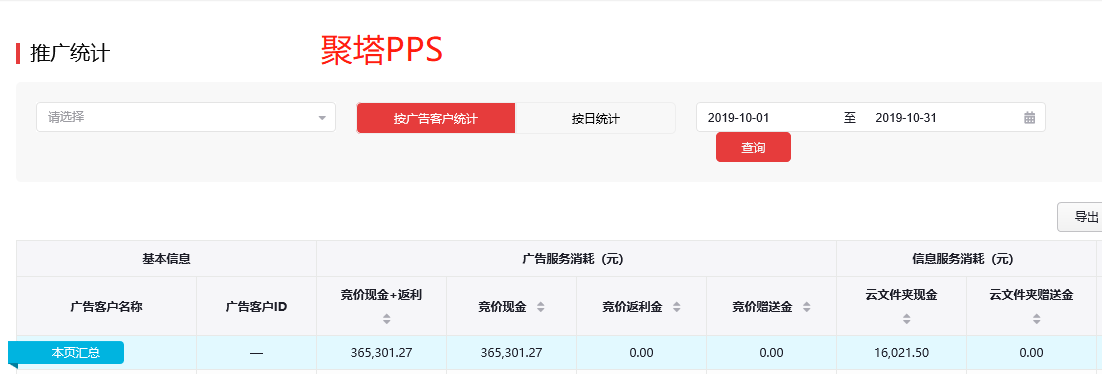 推广统计
聚塔PPS
请选择
按广告客户统计
按日统计
2019-10-01 至 2019-10-31
查询
导出
基本信息
广告服务消耗（元）
信息服务消耗（元）
广告客户名称
广告客户ID
竞价现金+返利
竞价现金
竞价返利金
竞价赠送金
云文件夹现金
云文件夹赠送金
本页汇总
—
365,301.27
365,301.27
0.00
0.00
16,021.50
0.00